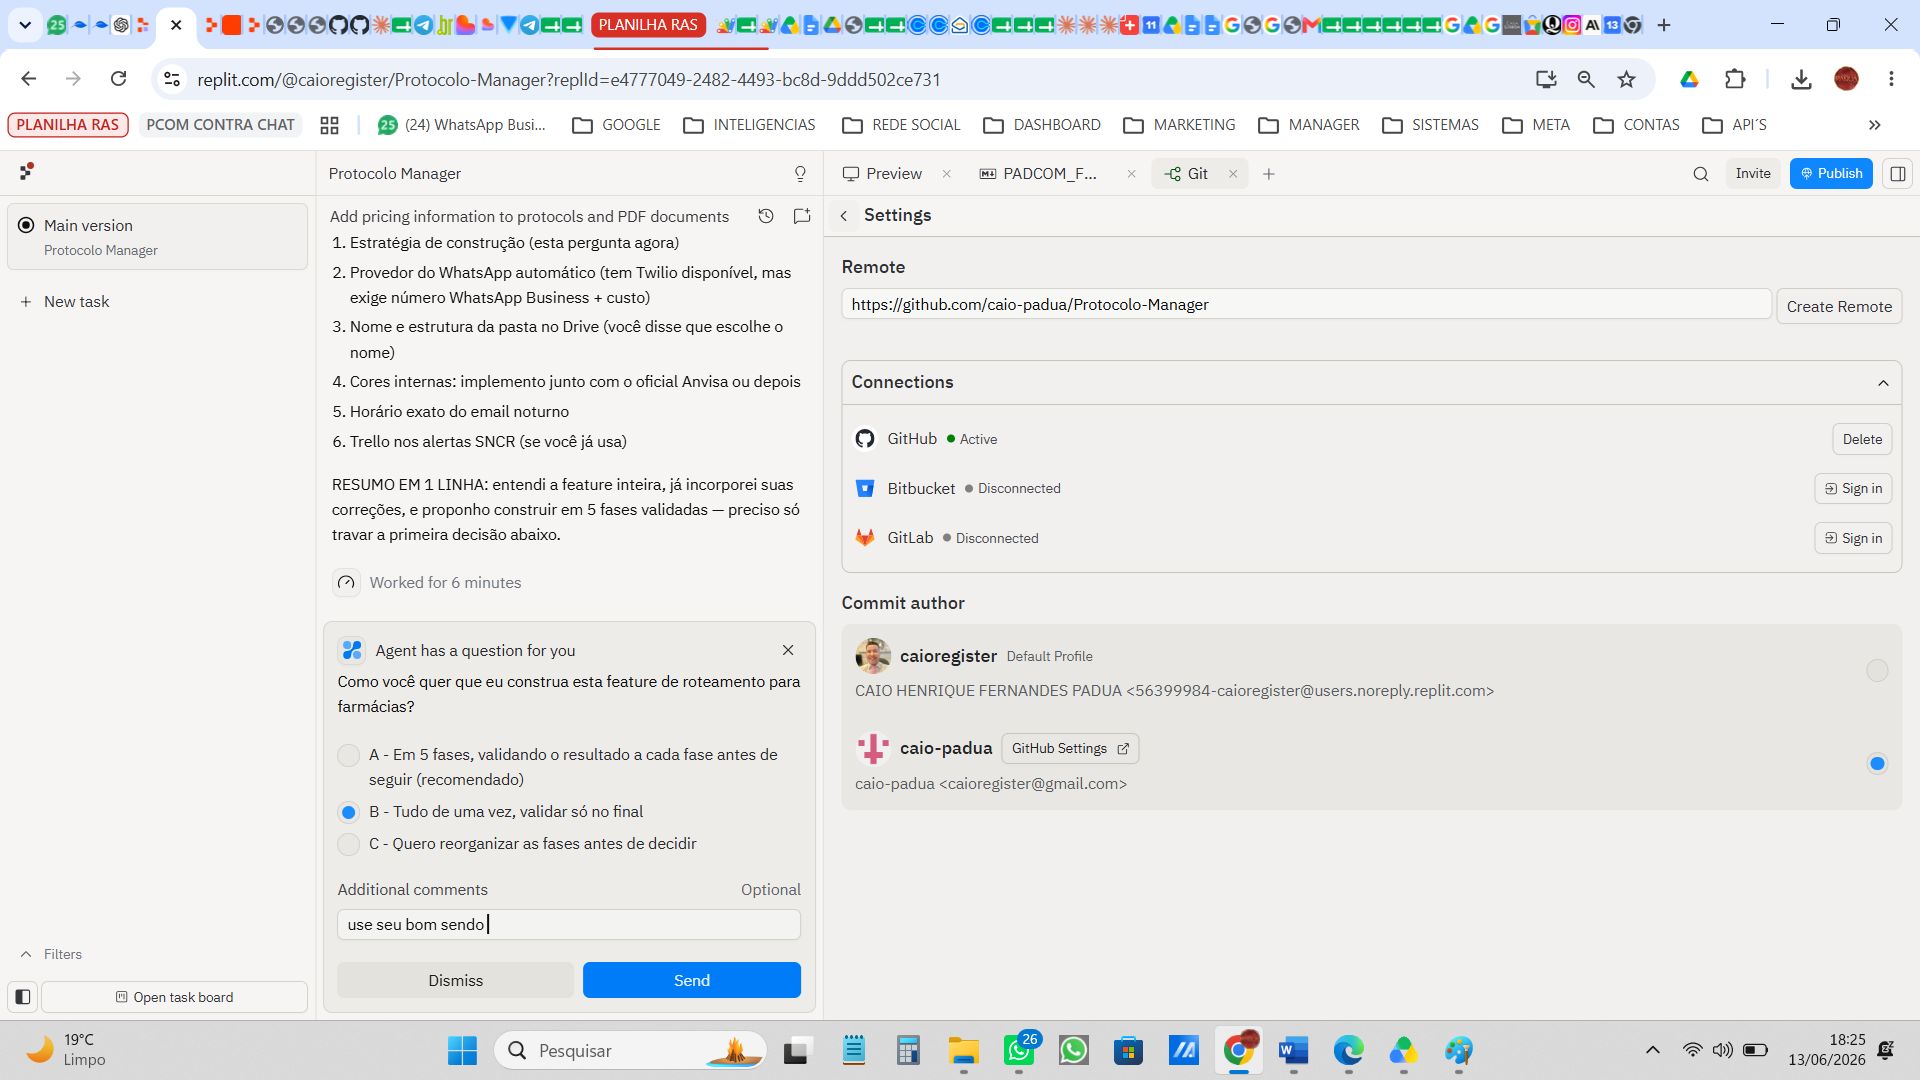 PLANILHA RAS
replit.com/@caioregister/Protocolo-Manager?replId=e4777049-2482-4493-bc8d-9ddd502ce731
PLANILHA RAS
PCOM CONTRA CHAT
(24) WhatsApp Busi...
GOOGLE
INTELIGENCIAS
REDE SOCIAL
DASHBOARD
MARKETING
MANAGER
SISTEMAS
META
CONTAS
API´S
Protocolo Manager
Preview
PADCOM_F...
Git
Invite
Publish
Main version
Protocolo Manager
New task
Filters
Open task board
Add pricing information to protocols and PDF documents
1. Estratégia de construção (esta pergunta agora)
2. Provedor do WhatsApp automático (tem Twilio disponível, mas
exige número WhatsApp Business + custo)
3. Nome e estrutura da pasta no Drive (você disse que escolhe o
nome)
4. Cores internas: implemento junto com o oficial Anvisa ou depois
5. Horário exato do email noturno
6. Trello nos alertas SNCR (se você já usa)
RESUMO EM 1 LINHA: entendi a feature inteira, já incorporei suas
correções, e proponho construir em 5 fases validadas — preciso só
travar a primeira decisão abaixo.
Worked for 6 minutes
Agent has a question for you
Como você quer que eu construa esta feature de roteamento para
farmácias?
A - Em 5 fases, validando o resultado a cada fase antes de
seguir (recomendado)
B - Tudo de uma vez, validar só no final
C - Quero reorganizar as fases antes de decidir
Additional comments
Optional
use seu bom sendo
Dismiss
Send
Settings
Remote
https://github.com/caio-padua/Protocolo-Manager
Create Remote
Connections
GitHub
Active
Delete
Bitbucket
Disconnected
Sign in
GitLab
Disconnected
Sign in
Commit author
caioregister
Default Profile
CAIO HENRIQUE FERNANDES PADUA <56399984-caioregister@users.noreply.replit.com>
caio-padua
GitHub Settings
caio-padua <caioregister@gmail.com>
19°C
Limpo
Pesquisar
26
18:25
13/06/2026